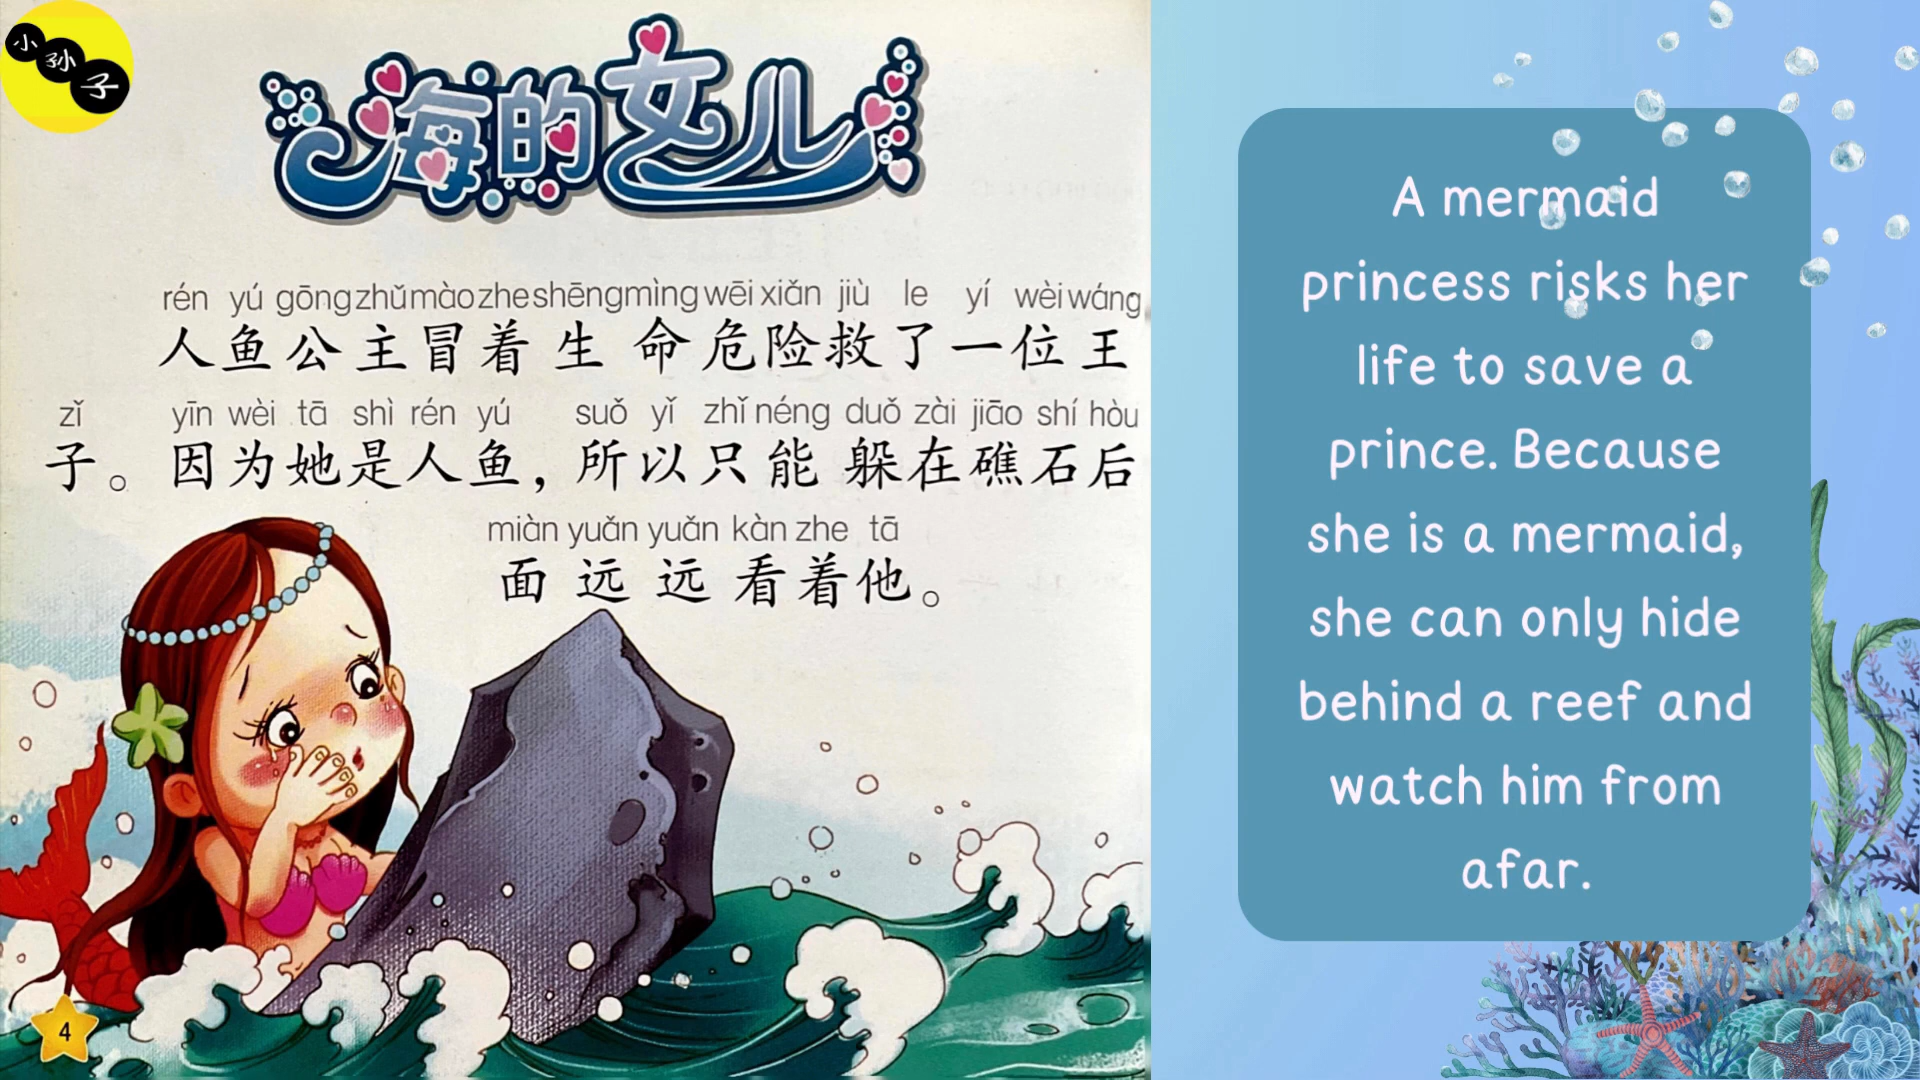 小孙子
海的女儿
rén yú gōng zhǔ mào zhe shēng mìng wēi xiǎn jiù le yí wèi wáng
人鱼公主冒着生命危险救了一位王
zǐ yīn wèi tā shì rén yú suǒ yǐ zhǐ néng duǒ zài jiāo shí hòu
子。因为她是人鱼，所以只能躲在礁石后
miàn yuǎn yuǎn kàn zhe tā
面远远看着他。
4
A mermaid
princess risks her
life to save a
prince. Because
she is a mermaid,
she can only hide
behind a reef and
watch him from
afar.